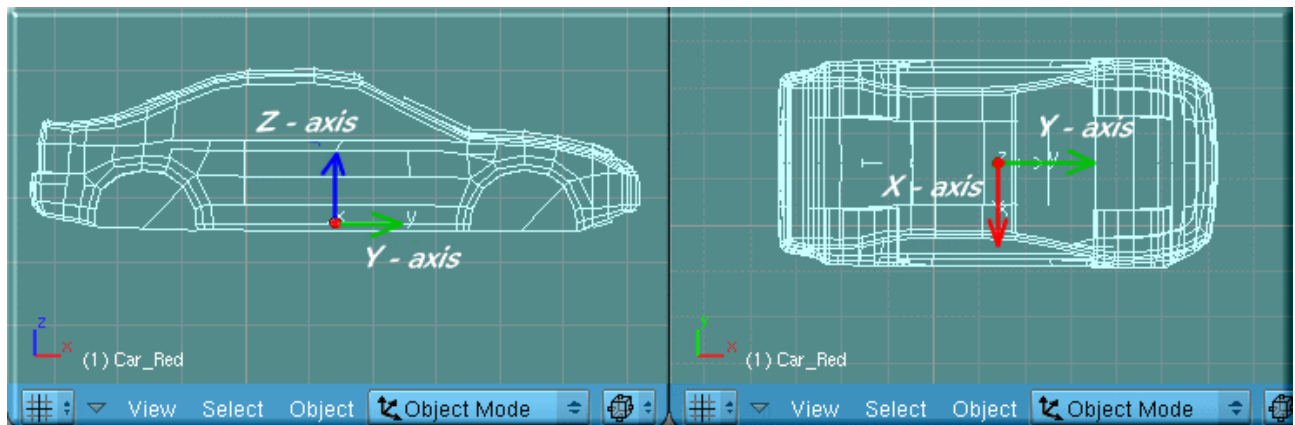 Z - axis
y
Y - axis
z
x
(1) Car_Red
View Select Object Object Mode
Y - axis
z
y
X - axis
x
y
x
(1) Car_Red
View Select Object Object Mode